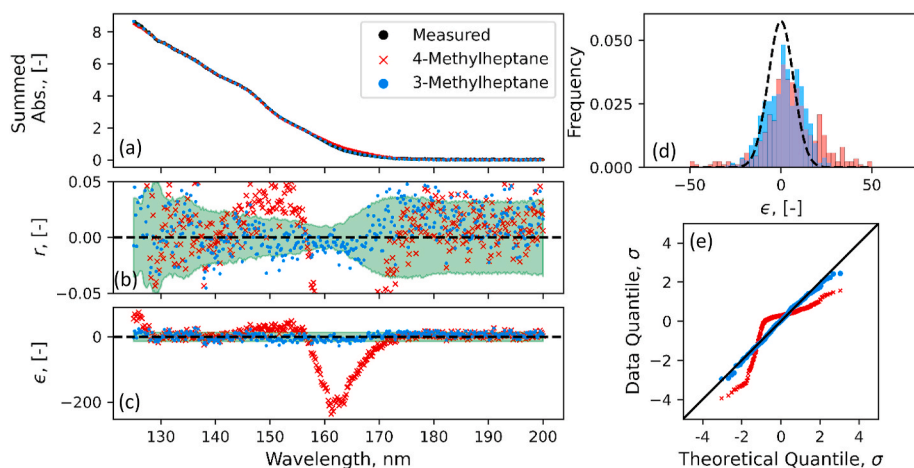 8
6
4
2
0
Summed
Abs., [-]
(a)
Measured
4-Methylheptane
3-Methylheptane
0.05
0.00
−0.05
r, [-]
(b)
0
−200
ϵ, [-]
(c)
130 140 150 160 170 180 190 200
Wavelength, nm
0.050
0.025
0.000
Frequency
(d)
−50 0 50
ϵ, [-]
4
2
0
−2
−4
Data Quantile, σ
(e)
−4 −2 0 2 4
Theoretical Quantile, σ